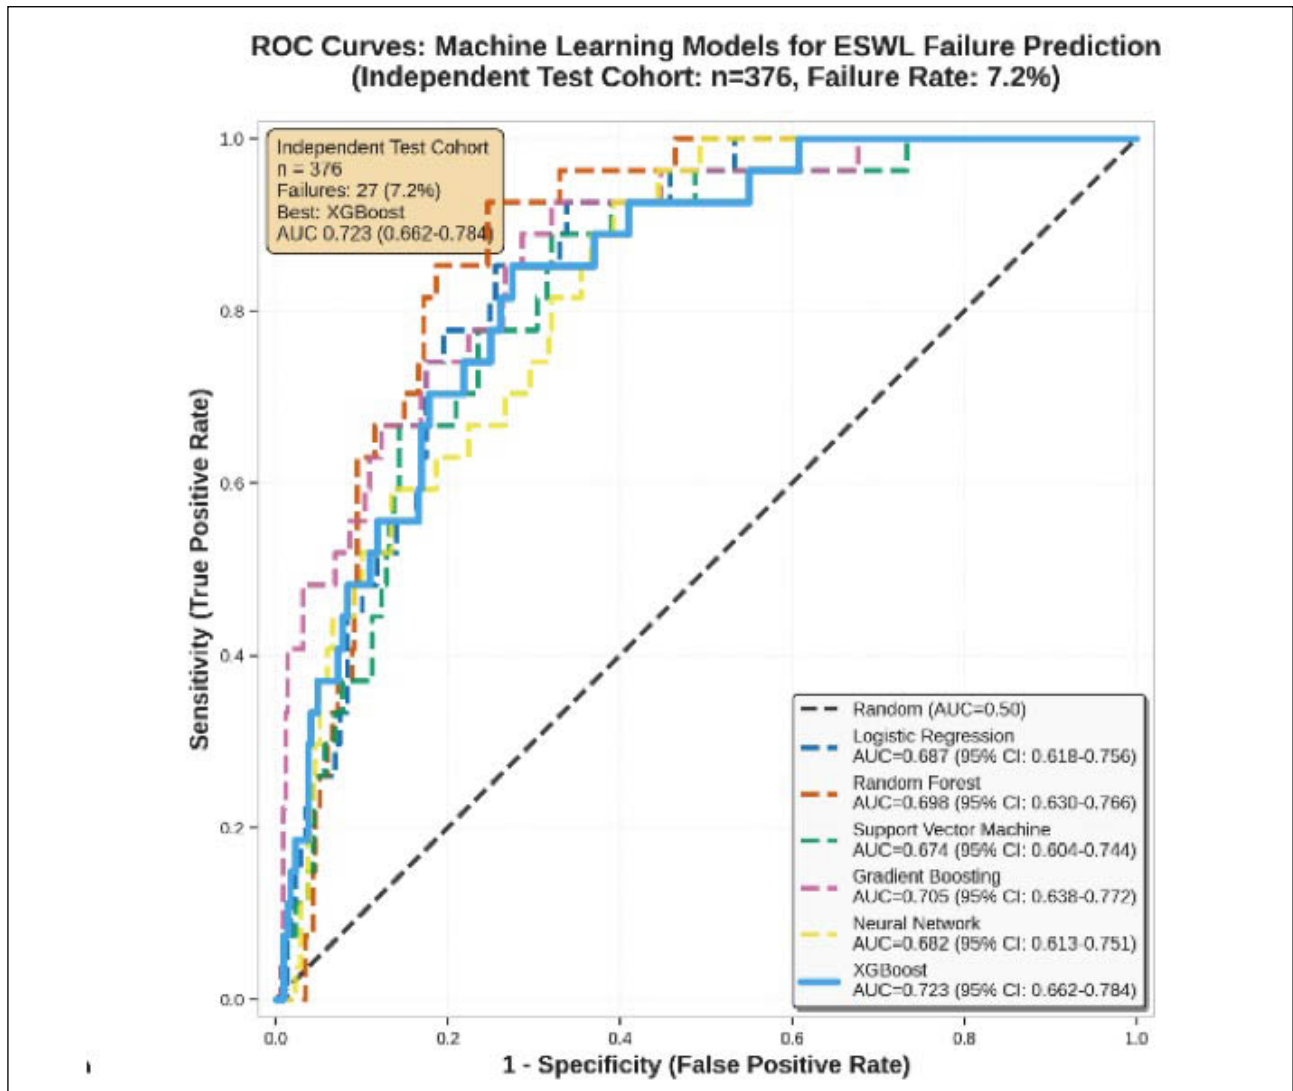 ROC Curves: Machine Learning Models for ESWL Failure Prediction
(Independent Test Cohort: n=376, Failure Rate: 7.2%)
Independent Test Cohort
n = 376
Failures: 27 (7.2%)
Best: XGBoost
AUC 0.723 (0.662-0.784)
1.0
0.8
0.6
0.4
0.2
0.0
Sensitivity (True Positive Rate)
Random (AUC=0.50)
Logistic Regression
AUC=0.687 (95% CI: 0.618-0.756)
Random Forest
AUC=0.698 (95% CI: 0.630-0.766)
Support Vector Machine
AUC=0.674 (95% CI: 0.604-0.744)
Gradient Boosting
AUC=0.705 (95% CI: 0.638-0.772)
Neural Network
AUC=0.682 (95% CI: 0.613-0.751)
XGBoost
AUC=0.723 (95% CI: 0.662-0.784)
0.0 0.2 0.4 0.6 0.8 1.0
1 - Specificity (False Positive Rate)